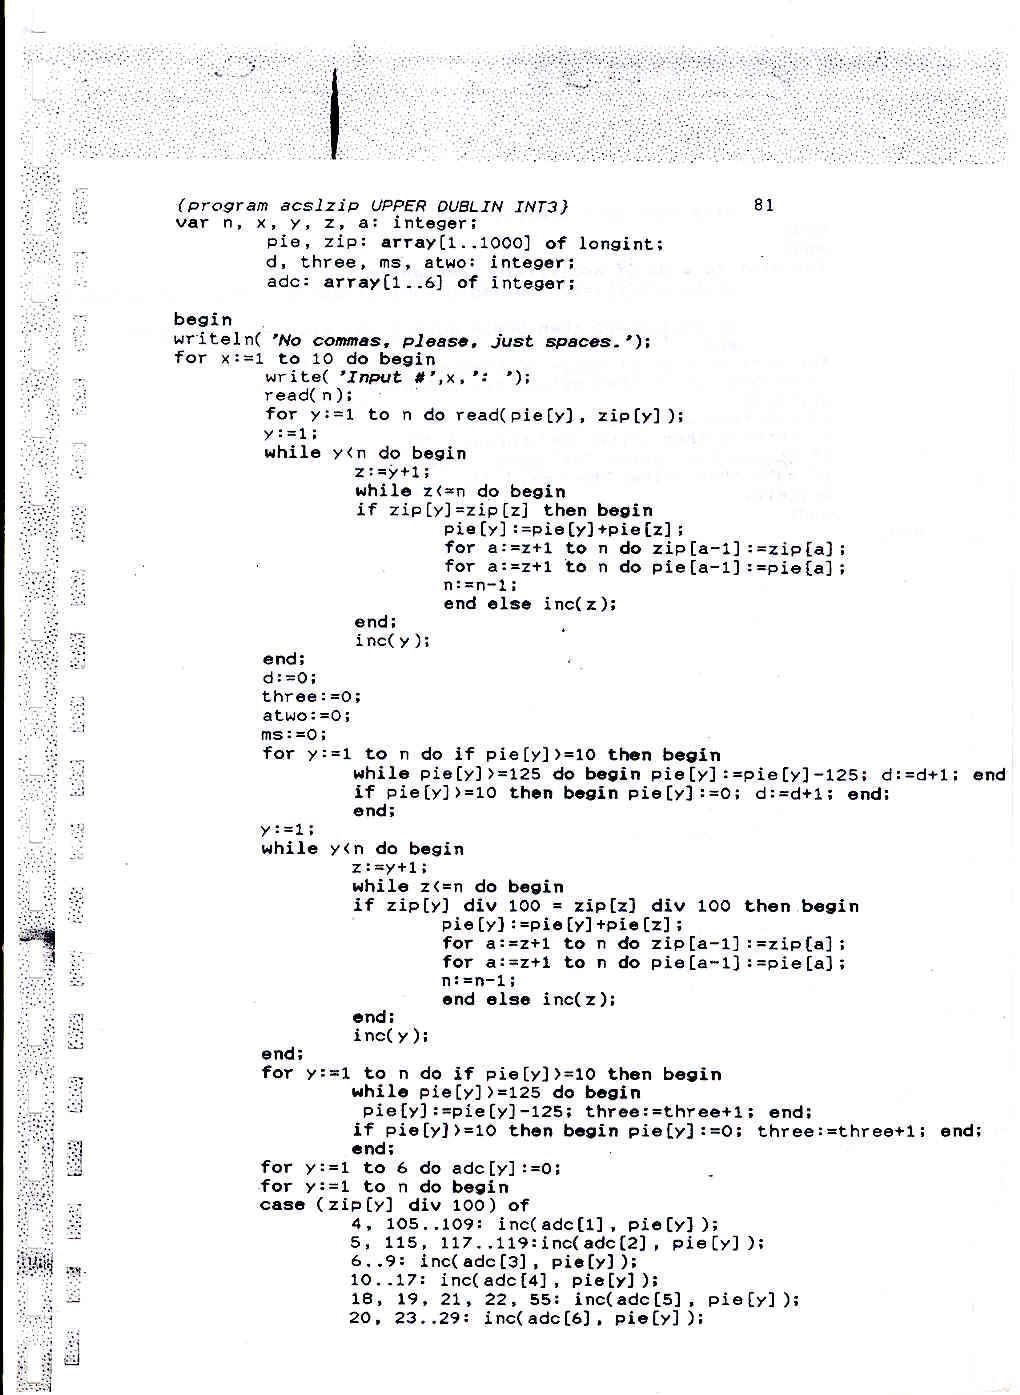 {program acslzip UPPER DUBLIN INT3} 81
var n, x, y, z, a: integer;
pie, zip: array[1..1000] of longint;
d, three, ms, atwo: integer;
adc: array[1..6] of integer;
begin
writeln( 'No commas, please, just spaces.');
for x:=1 to 10 do begin
write( 'Input #',x,': ');
read(n);
for y:=1 to n do read(pie[y], zip[y]);
y:=1;
while y<n do begin
z:=y+1;
while z<=n do begin
if zip[y]=zip[z] then begin
pie[y]:=pie[y]+pie[z];
for a:=z+1 to n do zip[a-1]:=zip[a];
for a:=z+1 to n do pie[a-1]:=pie[a];
n:=n-1;
end else inc(z);
end;
inc(y);
end;
d:=0;
three:=0;
atwo:=0;
ms:=0;
for y:=1 to n do if pie[y]>=10 then begin
while pie[y]>=125 do begin pie[y]:=pie[y]-125; d:=d+1; end
if pie[y]>=10 then begin pie[y]:=0; d:=d+1; end;
end;
y:=1;
while y<n do begin
z:=y+1;
while z<=n do begin
if zip[y] div 100 = zip[z] div 100 then begin
pie[y]:=pie[y]+pie[z];
for a:=z+1 to n do zip[a-1]:=zip[a];
for a:=z+1 to n do pie[a-1]:=pie[a];
n:=n-1;
end else inc(z);
end;
inc(y);
end;
for y:=1 to n do if pie[y]>=10 then begin
while pie[y]>=125 do begin
pie[y]:=pie[y]-125; three:=three+1; end;
if pie[y]>=10 then begin pie[y]:=0; three:=three+1; end;
end;
for y:=1 to 6 do adc[y]:=0;
for y:=1 to n do begin
case (zip[y] div 100) of
4, 105..109: inc(adc[1], pie[y]);
5, 115, 117..119:inc(adc[2], pie[y]);
6..9: inc(adc[3], pie[y]);
10..17: inc(adc[4], pie[y]);
18, 19, 21, 22, 55: inc(adc[5], pie[y]);
20, 23..29: inc(adc[6], pie[y]);